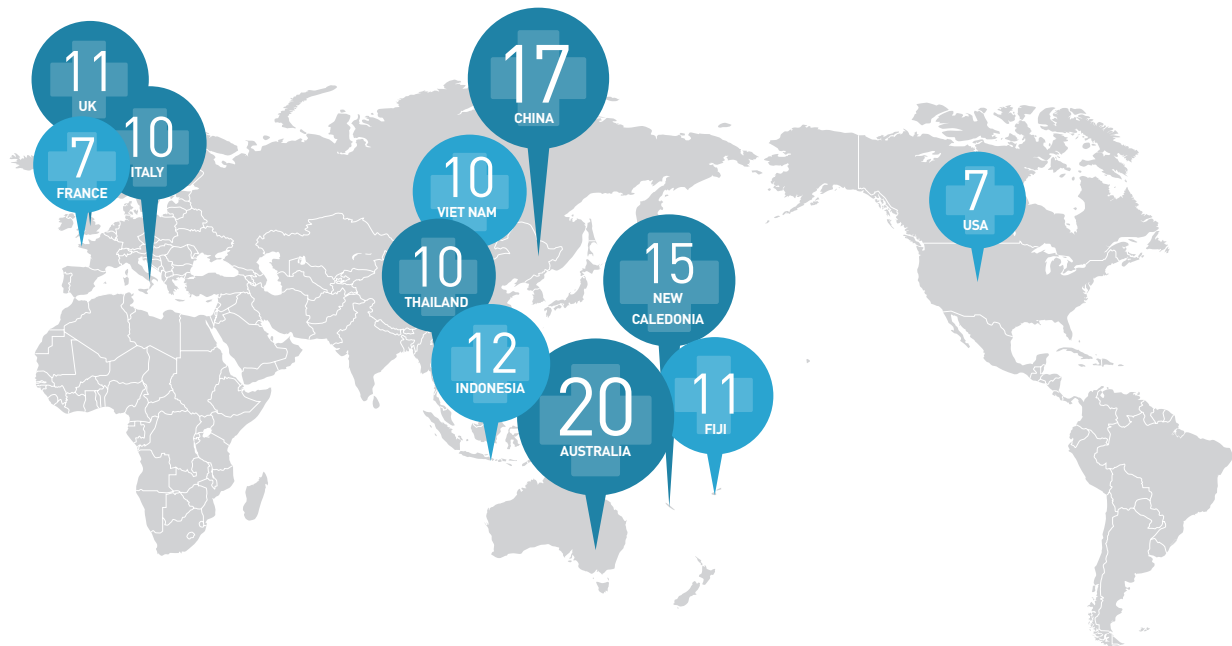 11
UK
7
FRANCE
10
ITALY
17
CHINA
10
VIET NAM
10
THAILAND
12
INDONESIA
20
AUSTRALIA
15
NEW
CALEDONIA
11
FIJI
7
USA